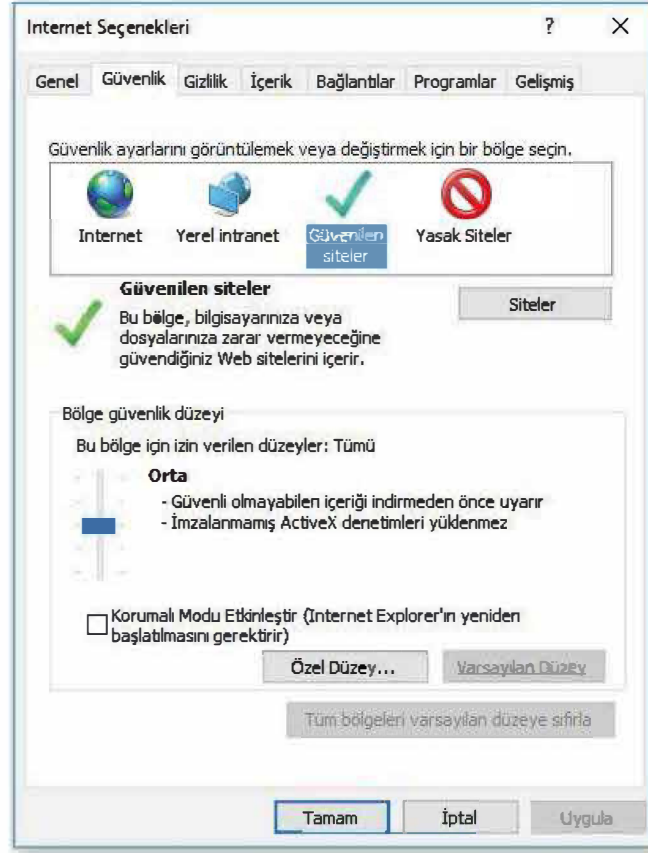 Internet Seçenekleri ? X
Genel Güvenlik Gizlilik İçerik Bağlantılar Programlar Gelişmiş
Güvenlik ayarlarını görüntülemek veya değiştirmek için bir bölge seçin.
Internet Yerel intranet Güvenilen siteler Yasak Siteler
Güvenilen siteler
Siteler
Bu bölge, bilgisayarınıza veya
dosyalarınıza zarar vermeyeceğine
güvendiğiniz Web sitelerini içerir.
Bölge güvenlik düzeyi
Bu bölge için izin verilen düzeyler: Tümü
Orta
- Güvenli olmayabilen içeriği indirmeden önce uyarır
- İmzalanmamış ActiveX denetimleri yüklenmez
Korumalı Modu Etkinleştir (Internet Explorer'ın yeniden
başlatılmasını gerektirir)
Özel Düzey... Varsayılan Düzey
Tüm bölgeleri varsayılan düzeye sıfırla
Tamam İptal Uygula